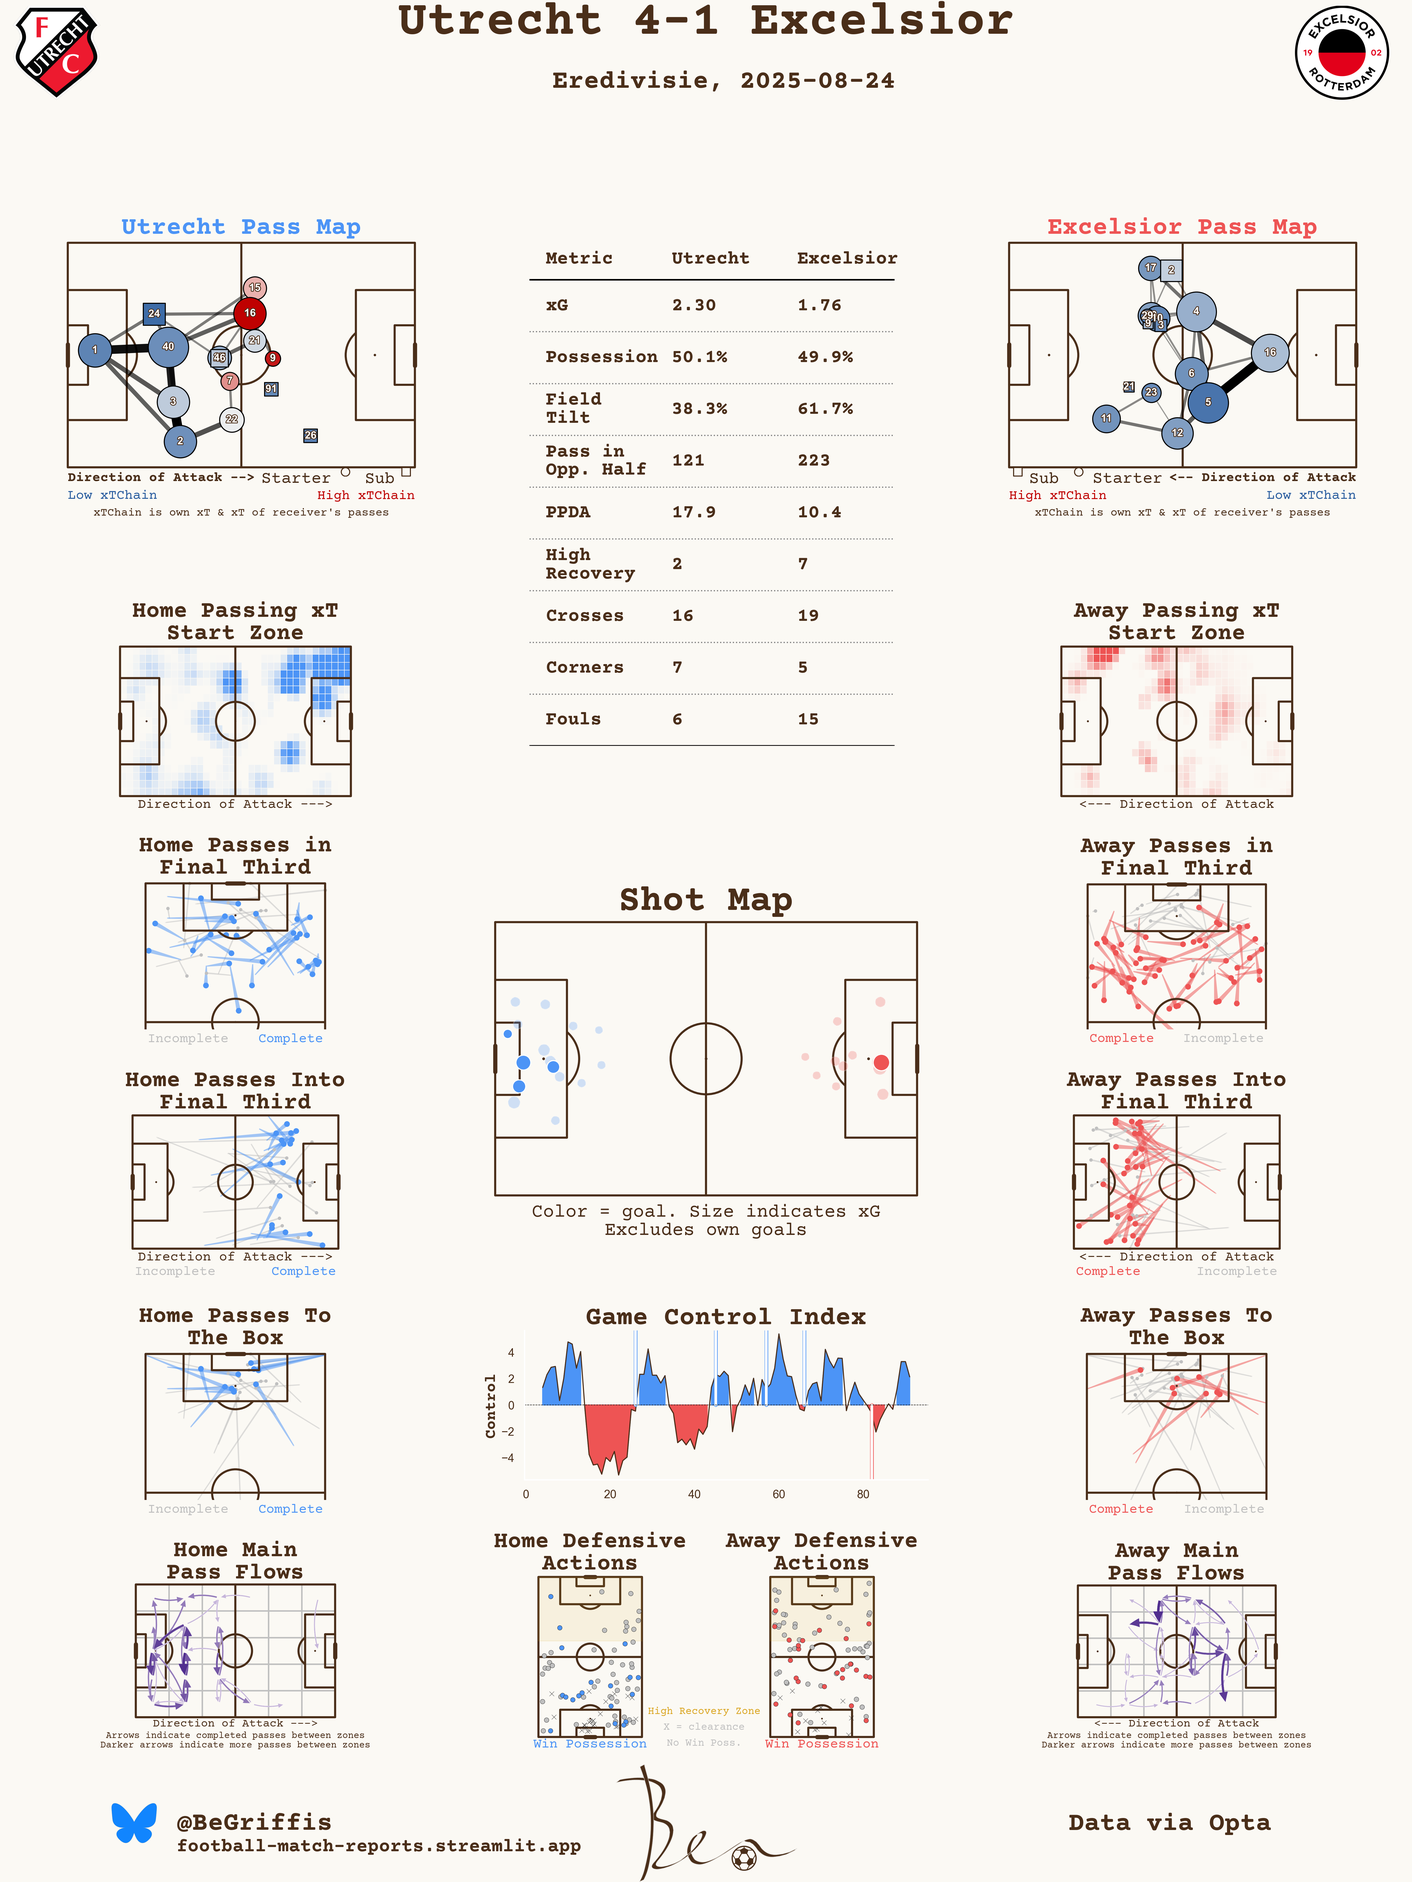 Utrecht 4-1 Excelsior
Eredivisie, 2025-08-24
F
UTRECHT
C
EXCELSIOR
19 02
ROTTERDAM
Utrecht Pass Map
15
24
16
1
40
46
21
9
7
91
3
22
2
26
Direction of Attack --> Starter Sub
Low xTChain High xTChain
xTChain is own xT & xT of receiver's passes
Metric Utrecht Excelsior
xG 2.30 1.76
Possession 50.1% 49.9%
Field
Tilt 38.3% 61.7%
Pass in
Opp. Half 121 223
PPDA 17.9 10.4
High
Recovery 2 7
Crosses 16 19
Corners 7 5
Fouls 6 15
Excelsior Pass Map
17
2
29
10
3
4
16
6
21
23
5
11
12
Sub Starter <-- Direction of Attack
High xTChain Low xTChain
xTChain is own xT & xT of receiver's passes
Home Passing xT
Start Zone
Direction of Attack --->
Away Passing xT
Start Zone
<--- Direction of Attack
Home Passes in
Final Third
Incomplete Complete
Away Passes in
Final Third
Complete Incomplete
Shot Map
Color = goal. Size indicates xG
Excludes own goals
Home Passes Into
Final Third
Direction of Attack --->
Incomplete Complete
Away Passes Into
Final Third
<--- Direction of Attack
Complete Incomplete
Home Passes To
The Box
Incomplete Complete
Game Control Index
Control
4
2
0
−2
−4
0 20 40 60 80
Away Passes To
The Box
Complete Incomplete
Home Main
Pass Flows
Direction of Attack --->
Arrows indicate completed passes between zones
Darker arrows indicate more passes between zones
Home Defensive
Actions
Win Possession
High Recovery Zone
X = clearance
No Win Poss.
Away Defensive
Actions
Win Possession
Away Main
Pass Flows
<--- Direction of Attack
Arrows indicate completed passes between zones
Darker arrows indicate more passes between zones
@BeGriffis
football-match-reports.streamlit.app
Ben
Data via Opta